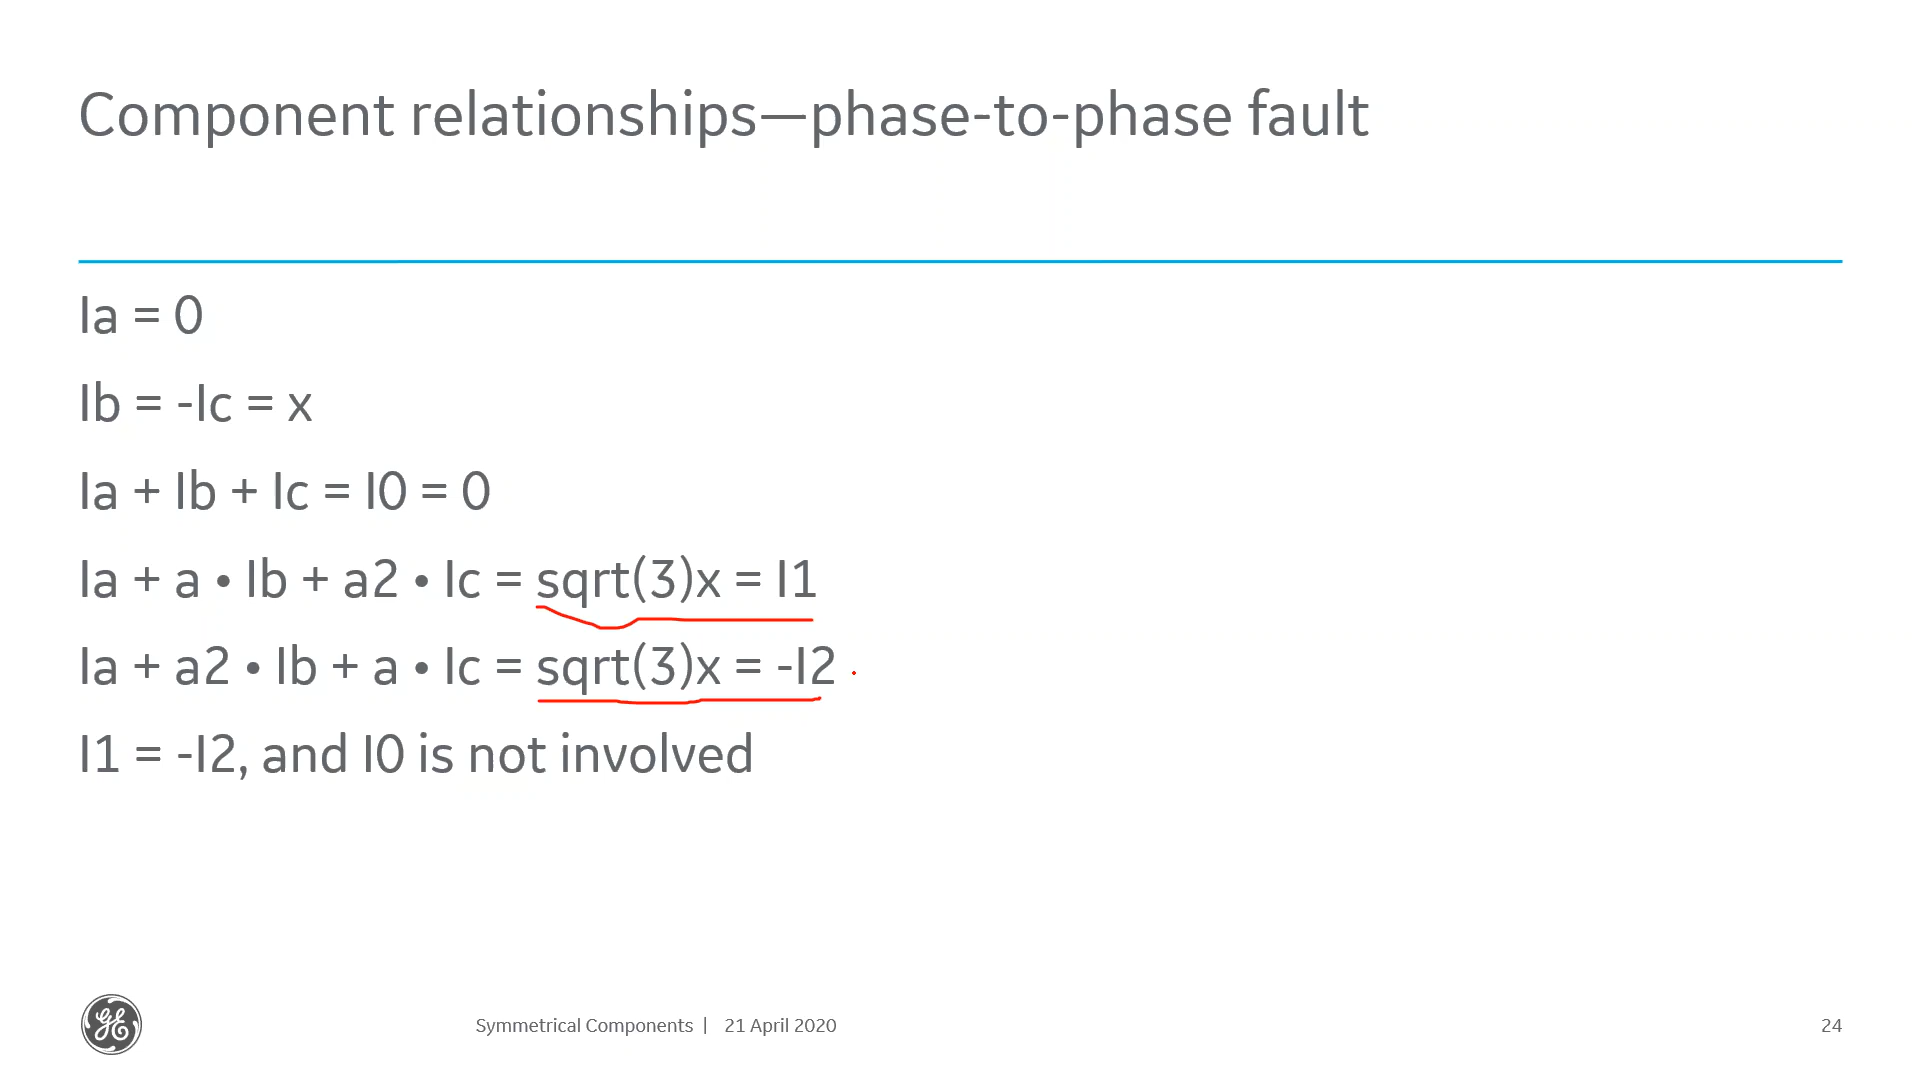 Component relationships—phase-to-phase fault
Ia = 0
Ib = -Ic = x
Ia + Ib + Ic = I0 = 0
Ia + a • Ib + a2 • Ic = sqrt(3)x = I1
Ia + a2 • Ib + a • Ic = sqrt(3)x = -I2
I1 = -I2, and I0 is not involved
GE
Symmetrical Components | 21 April 2020
24